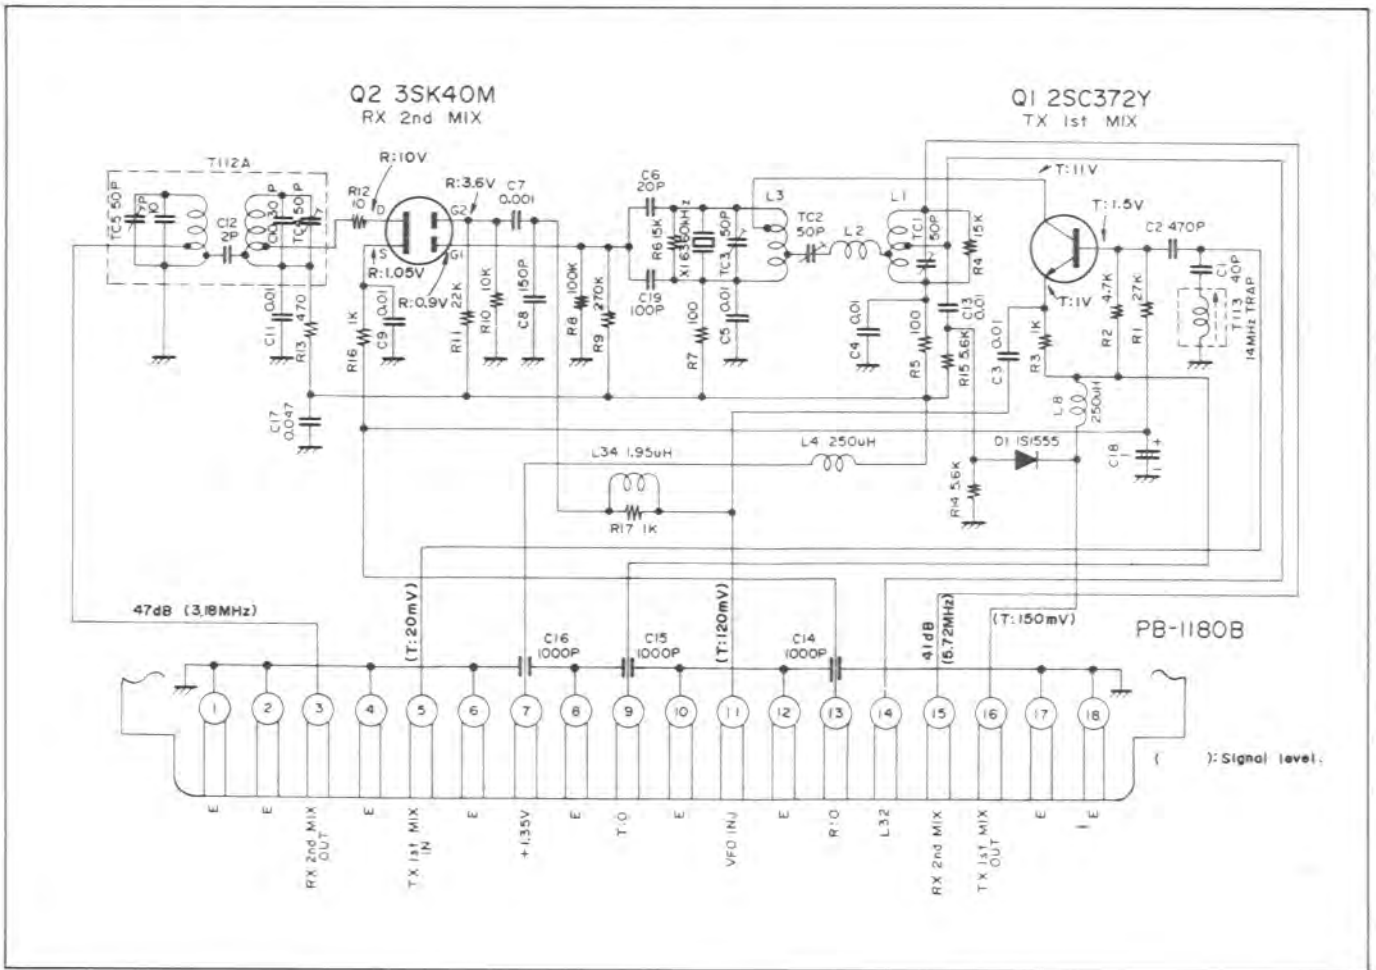 Q2 3SK40M
RX 2nd MIX
Q1 2SC372Y
TX 1st MIX
T112A
TC5 50P
10
C12
2P
30P
50P
C11 0.01
R13 470
C17
0.047
R12
10
R:10V
D
S
G2
G1
R:3.6V
R:1.05V
R:0.9V
R16 1K
C9 0.01
R11 22K
R10 10K
C8 150P
C7
0.001
R8 100K
R9 270K
C6
20P
C19
100P
R6 15K
X1 6360kHz
TC3 50P
R7 100
C5 0.01
L3
TC2
50P
L2
L1
TC1
50P
R4 15K
C4 0.01
R5 100
C13
0.01
R15 5.6K
T:11V
T:1.5V
T:1V
C2 470P
C1
40P
T113
14MHz TRAP
R2 4.7K
R1 27K
C3 0.01
R3 1K
L8
250uH
D1 1S1555
C18
1
+
R14 5.6K
L4 250uH
L34 1.95uH
R17 1K
47dB (3.18MHz)
(T:20mV)
C16
1000P
C15
1000P
(T:120mV)
C14
1000P
41dB
(5.72MHz)
(T:150mV)
PB-1180B
1 2 3 4 5 6 7 8 9 10 11 12 13 14 15 16 17 18
( ):Signal level.
E
E
RX 2nd MIX
OUT
E
TX 1st MIX
IN
E
+1.35V
E
T:O
E
VFO INJ
E
R:O
L32
RX 2nd MIX
TX 1st MIX
OUT
E
E